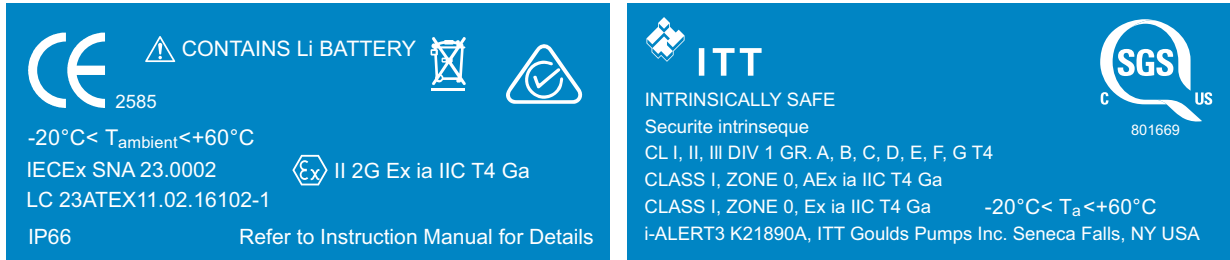 CE 2585
CONTAINS Li BATTERY
-20°C< Tambient<+60°C
IECEx SNA 23.0002
Ex II 2G Ex ia IIC T4 Ga
LC 23ATEX11.02.16102-1
IP66
Refer to Instruction Manual for Details
ITT
SGS
C US
801669
INTRINSICALLY SAFE
Securite intrinseque
CL I, II, III DIV 1 GR. A, B, C, D, E, F, G T4
CLASS I, ZONE 0, AEx ia IIC T4 Ga
CLASS I, ZONE 0, Ex ia IIC T4 Ga -20°C< Ta<+60°C
i-ALERT3 K21890A, ITT Goulds Pumps Inc. Seneca Falls, NY USA